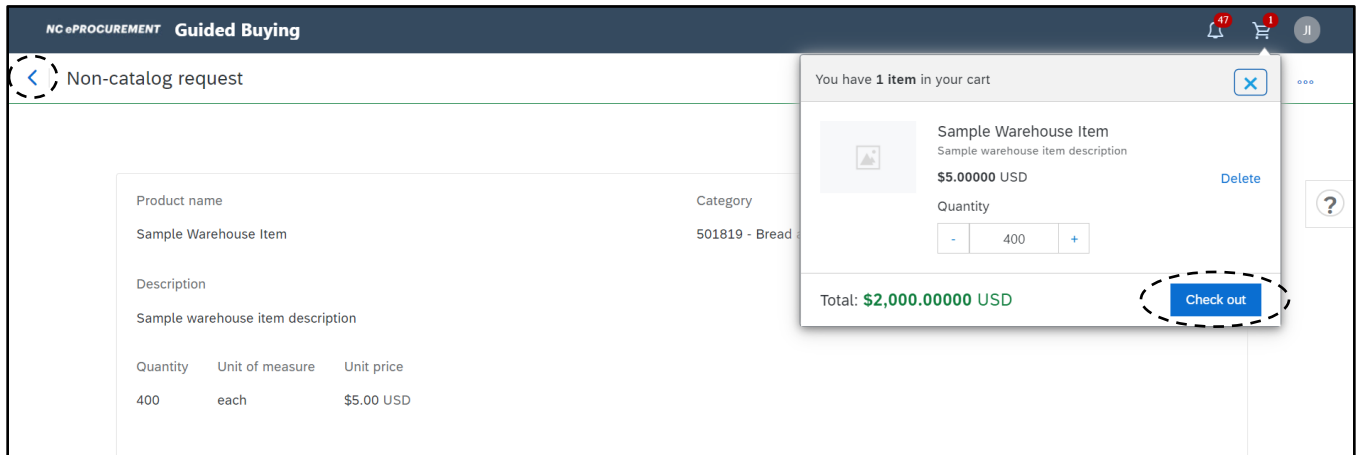 NC ePROCUREMENT Guided Buying
47
1
JI
Non-catalog request
You have 1 item in your cart
Sample Warehouse Item
Sample warehouse item description
$5.00000 USD
Delete
Quantity
- 400 +
Total: $2,000.00000 USD
Check out
?
Product name
Category
Sample Warehouse Item
501819 - Bread
Description
Sample warehouse item description
Quantity Unit of measure Unit price
400 each $5.00 USD